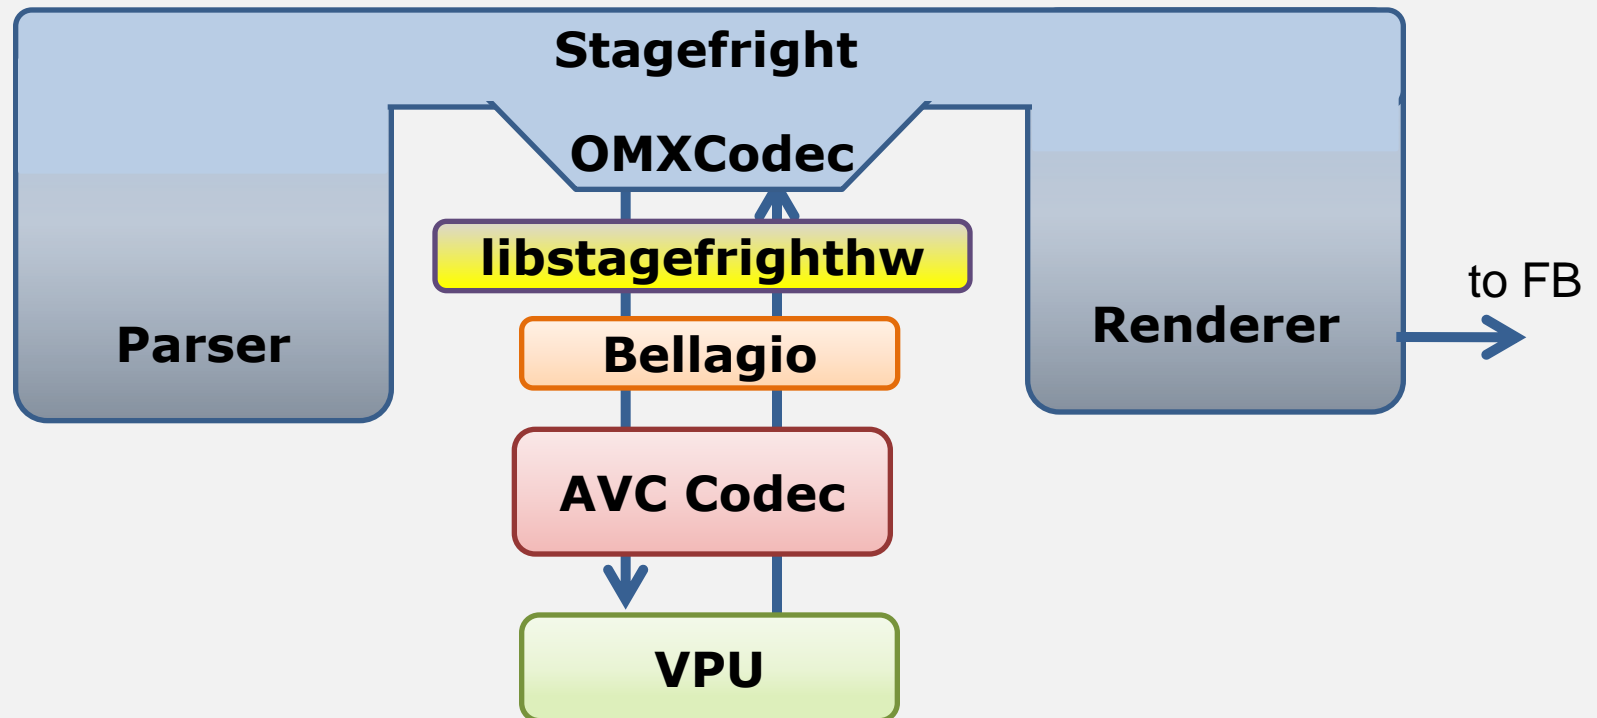 Stagefright
OMXCodec
libstagefrighthw
to FB
Parser
Bellagio
Renderer
AVC Codec
VPU